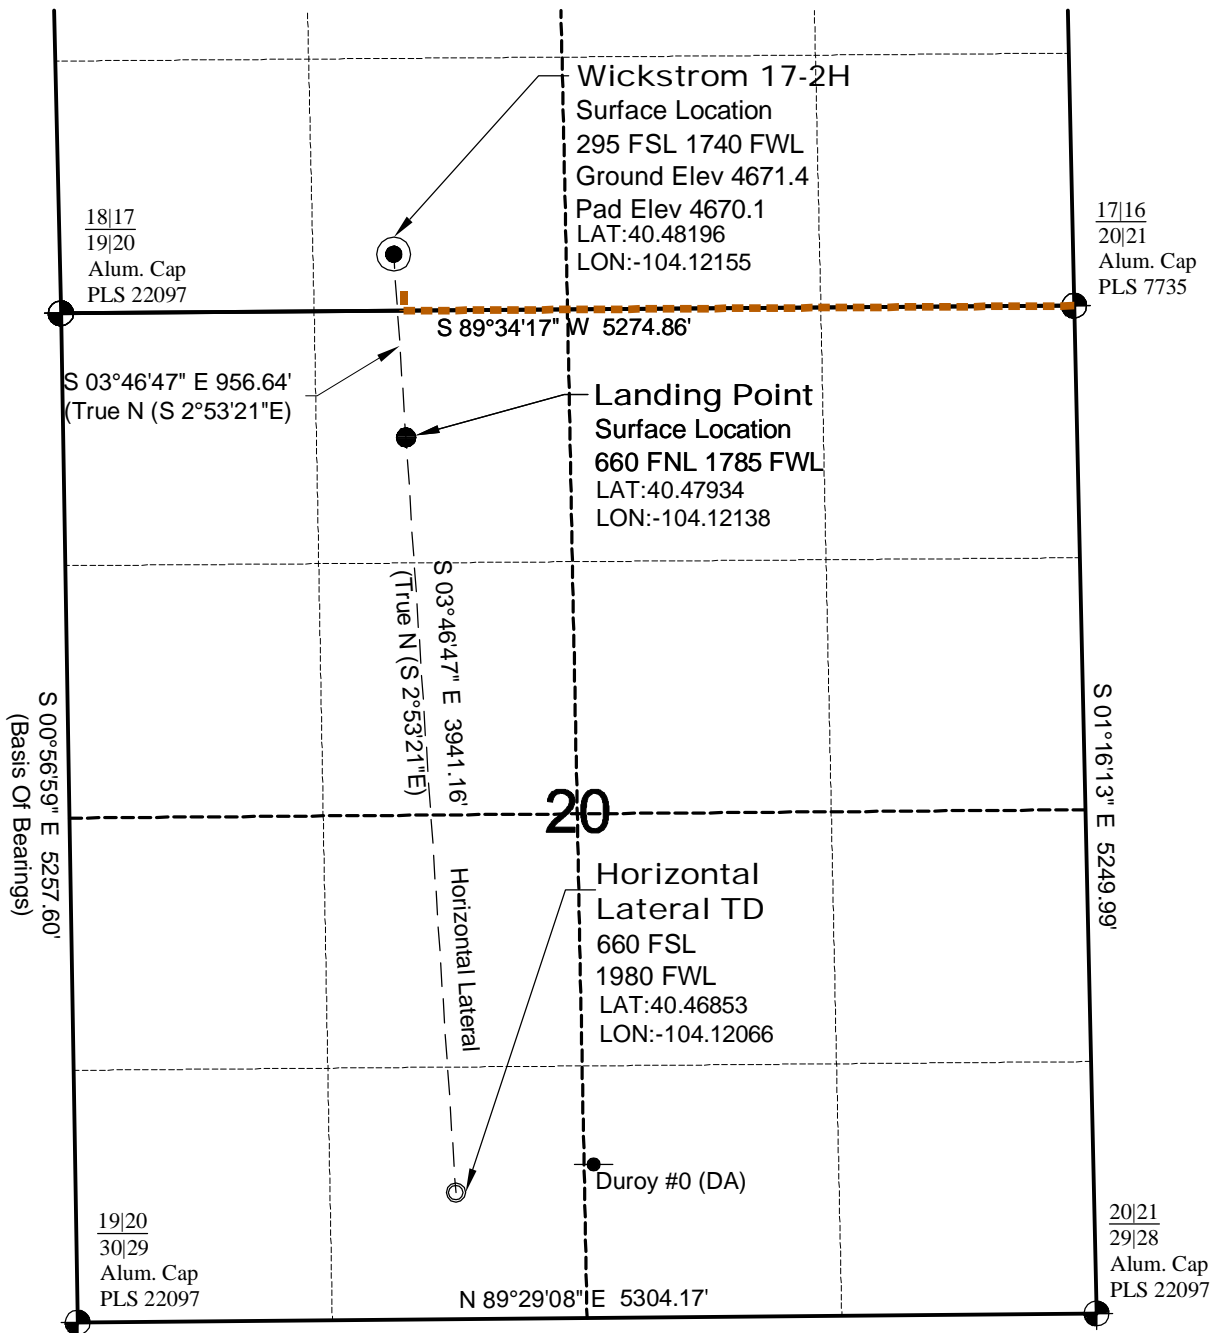 Wickstrom 17-2H
Surface Location
295 FSL 1740 FWL
Ground Elev 4671.4
Pad Elev 4670.1
LAT:40.48196
LON:-104.12155
18|17
19|20
Alum. Cap
PLS 22097
17|16
20|21
Alum. Cap
PLS 7735
S 89°34'17" W 5274.86'
S 03°46'47" E 956.64'
(True N (S 2°53'21"E)
Landing Point
Surface Location
660 FNL 1785 FWL
LAT:40.47934
LON:-104.12138
S 03°46'47" E 3941.16'
(True N (S 2°53'21"E)
S 00°56'59" E 5257.60'
(Basis Of Bearings)
S 01°16'13" E 5249.99'
20
Horizontal Lateral
Horizontal
Lateral TD
660 FSL
1980 FWL
LAT:40.46853
LON:-104.12066
Duroy #0 (DA)
19|20
30|29
Alum. Cap
PLS 22097
20|21
29|28
Alum. Cap
PLS 22097
N 89°29'08" E 5304.17'